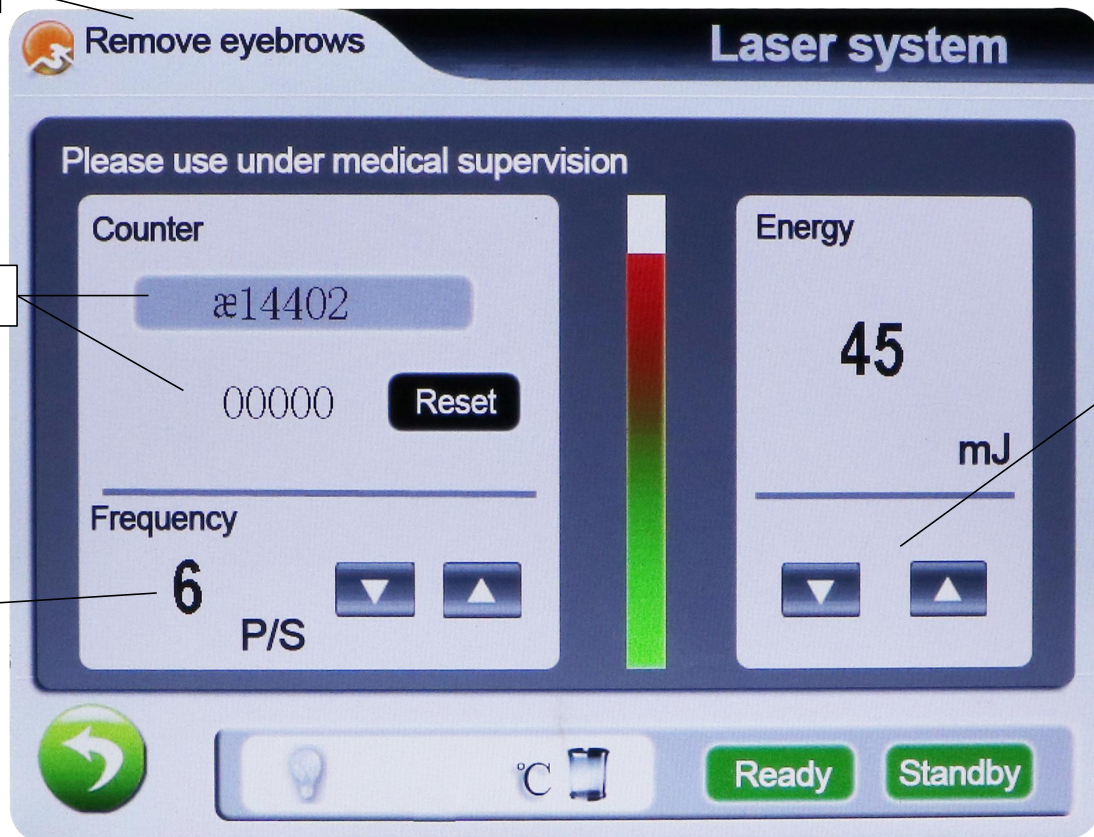 Remove eyebrows
Laser system
Please use under medical supervision
Counter
æ14402
00000
Reset
Frequency
6
P/S
Energy
45
mJ
℃
Ready
Standby